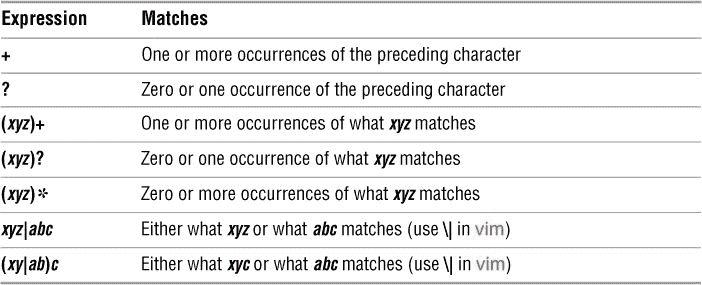 Expression Matches
+ One or more occurrences of the preceding character
? Zero or one occurrence of the preceding character
(xyz)+ One or more occurrences of what xyz matches
(xyz)? Zero or one occurrence of what xyz matches
(xyz)* Zero or more occurrences of what xyz matches
xyz|abc Either what xyz or what abc matches (use \| in vim)
(xy|ab)c Either what xyc or what abc matches (use \| in vim)